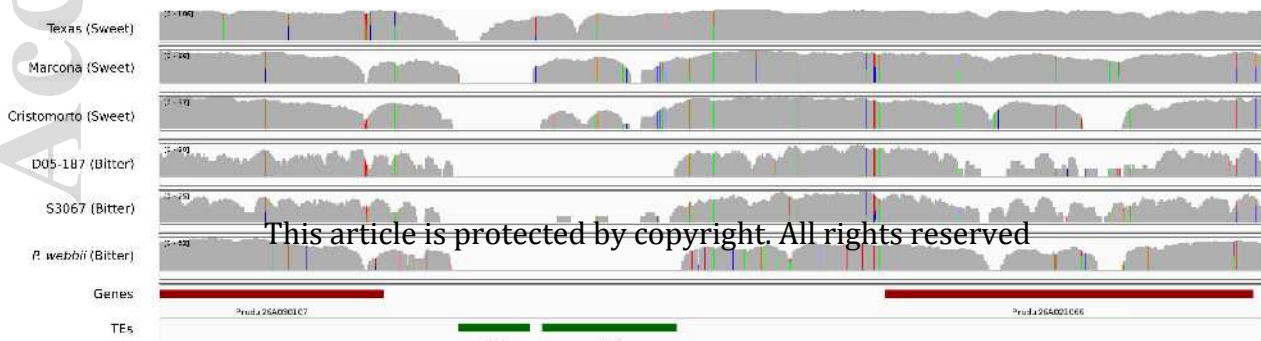 Acc
Texas (Sweet)
Marcona (Sweet)
Cristomorto (Sweet)
D05-187 (Bitter)
S3067 (Bitter)
This article is protected by copyright. All rights reserved
P. webbii (Bitter)
Genes
TEs